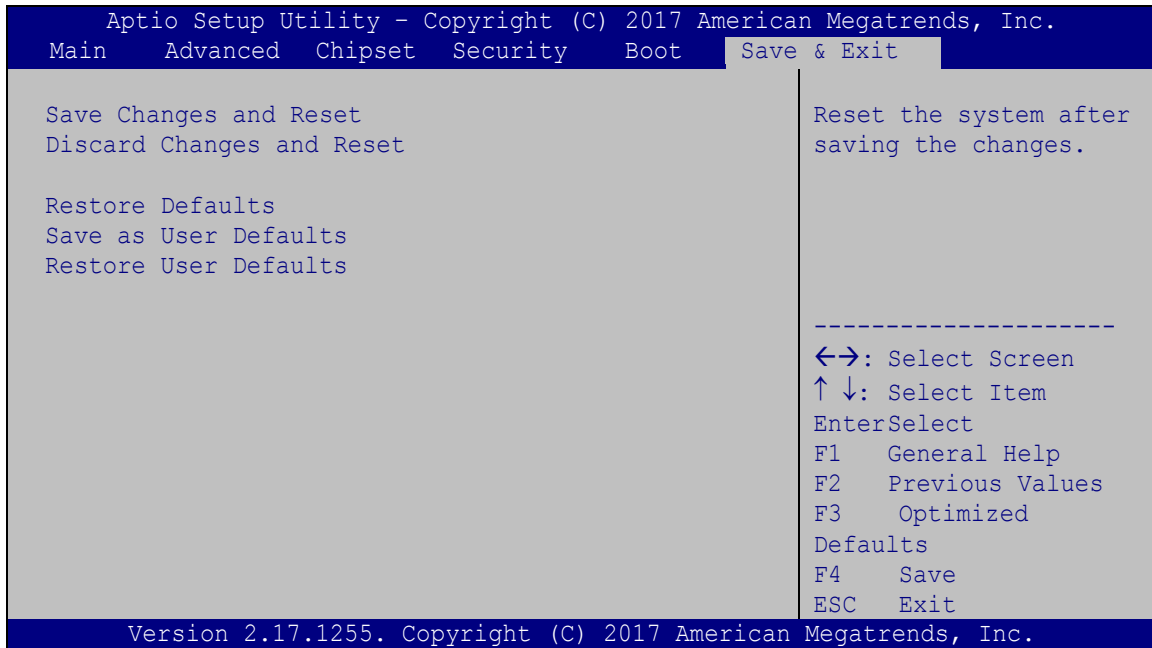 Aptio Setup Utility – Copyright (C) 2017 American Megatrends, Inc.
Main Advanced Chipset Security Boot Save & Exit
Save Changes and Reset
Discard Changes and Reset
Restore Defaults
Save as User Defaults
Restore User Defaults
Reset the system after
saving the changes.
---------------------
←→: Select Screen
↑ ↓: Select Item
EnterSelect
F1 General Help
F2 Previous Values
F3 Optimized
Defaults
F4 Save
ESC Exit
Version 2.17.1255. Copyright (C) 2017 American Megatrends, Inc.